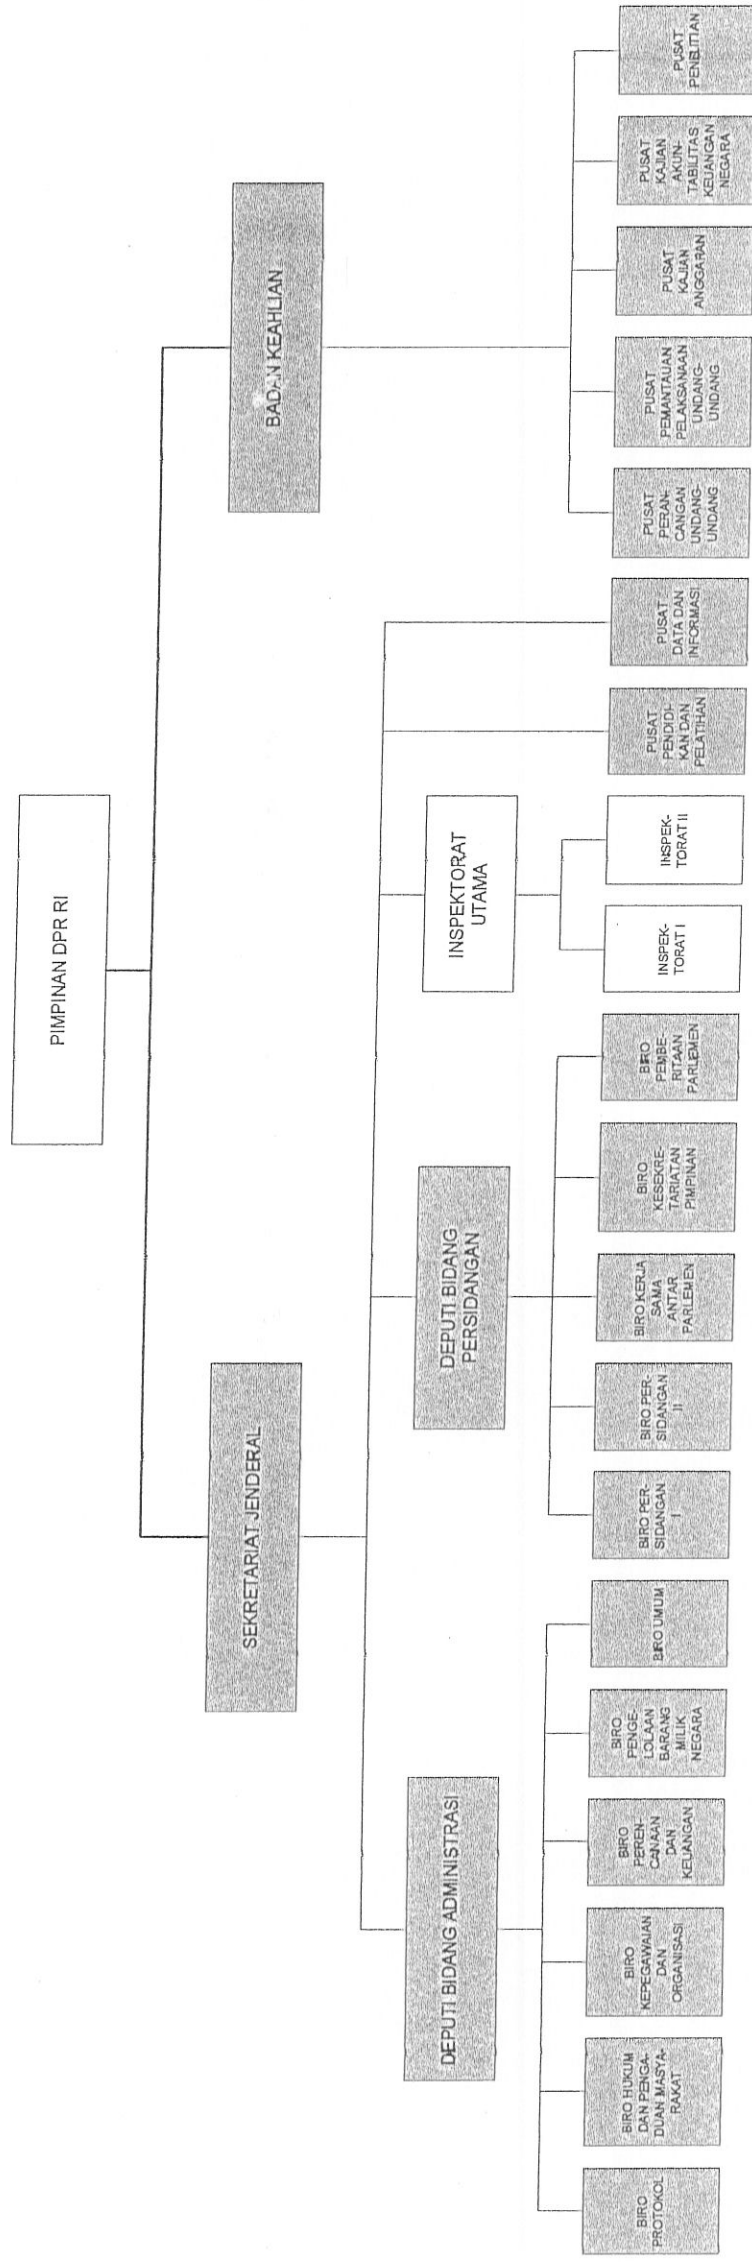 PIMPINAN DPR RI
SEKRETARIAT JENDERAL
BADAN KEAHLIAN
DEPUTI BIDANG ADMINISTRASI
DEPUTI BIDANG
PERSIDANGAN
INSPEKTORAT
UTAMA
BIRO
PROTOKOL
BIRO HUKUM
DAN PENGA-
DUAN MASYA-
RAKAT
BIRO
KEPEGAWAIAN
DAN
ORGANISASI
BIRO
PEREN-
CANAAN
DAN
KEUANGAN
BIRO
PENGE-
LOLAAN
BARANG
MILIK
NEGARA
BIRO UMUM
BIRO PER-
SIDANGAN
I
BIRO PER-
SIDANGAN
II
BIRO KERJA
SAMA
ANTAR
PARLEMEN
BIRO
KESEKRE-
TARIATAN
PIMPINAN
BIRO
PEMBE-
RITAAN
PARLEMEN
INSPEK-
TORAT I
INSPEK-
TORAT II
PUSAT
PENDIDI-
KAN DAN
PELATIHAN
PUSAT
DATA DAN
INFORMASI
PUSAT
PERAN-
CANGAN
UNDANG-
UNDANG
PUSAT
PEMANTAUAN
PELAKSANAAN
UNDANG-
UNDANG
PUSAT
KAJIAN
ANGGARAN
PUSAT
KAJIAN
AKUN-
TABILITAS
KEUANGAN
NEGARA
PUSAT
PENELITIAN